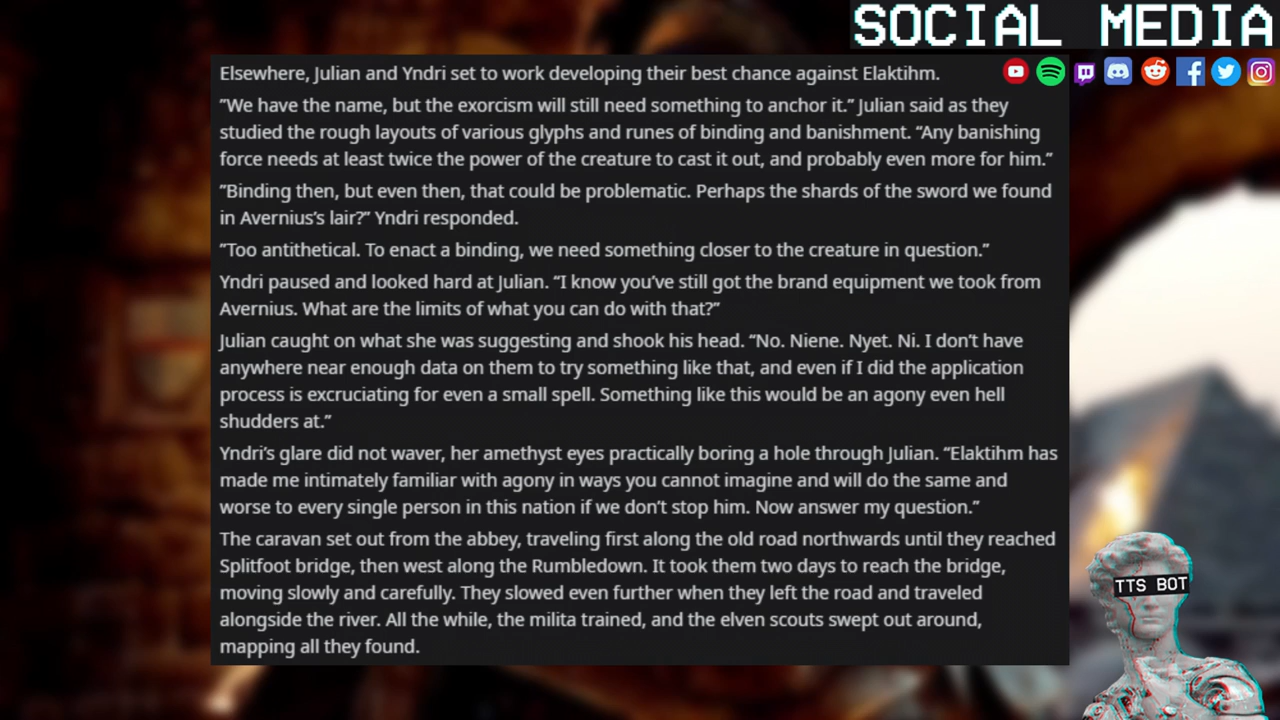 SOCIAL MEDIA
Elsewhere, Julian and Yndri set to work developing their best chance against Elaktihm.
"We have the name, but the exorcism will still need something to anchor it." Julian said as they
studied the rough layouts of various glyphs and runes of binding and banishment. "Any banishing
force needs at least twice the power of the creature to cast it out, and probably even more for him."
"Binding then, but even then, that could be problematic. Perhaps the shards of the sword we found
in Avernius's lair?" Yndri responded.
"Too antithetical. To enact a binding, we need something closer to the creature in question."
Yndri paused and looked hard at Julian. "I know you've still got the brand equipment we took from
Avernius. What are the limits of what you can do with that?"
Julian caught on what she was suggesting and shook his head. "No. Niene. Nyet. Ni. I don't have
anywhere near enough data on them to try something like that, and even if I did the application
process is excruciating for even a small spell. Something like this would be an agony even hell
shudders at."
Yndri's glare did not waver, her amethyst eyes practically boring a hole through Julian. "Elaktihm has
made me intimately familiar with agony in ways you cannot imagine and will do the same and
worse to every single person in this nation if we don't stop him. Now answer my question."
The caravan set out from the abbey, traveling first along the old road northwards until they reached
Splitfoot bridge, then west along the Rumbledown. It took them two days to reach the bridge,
moving slowly and carefully. They slowed even further when they left the road and traveled
alongside the river. All the while, the milita trained, and the elven scouts swept out around,
mapping all they found.
TTS BOT